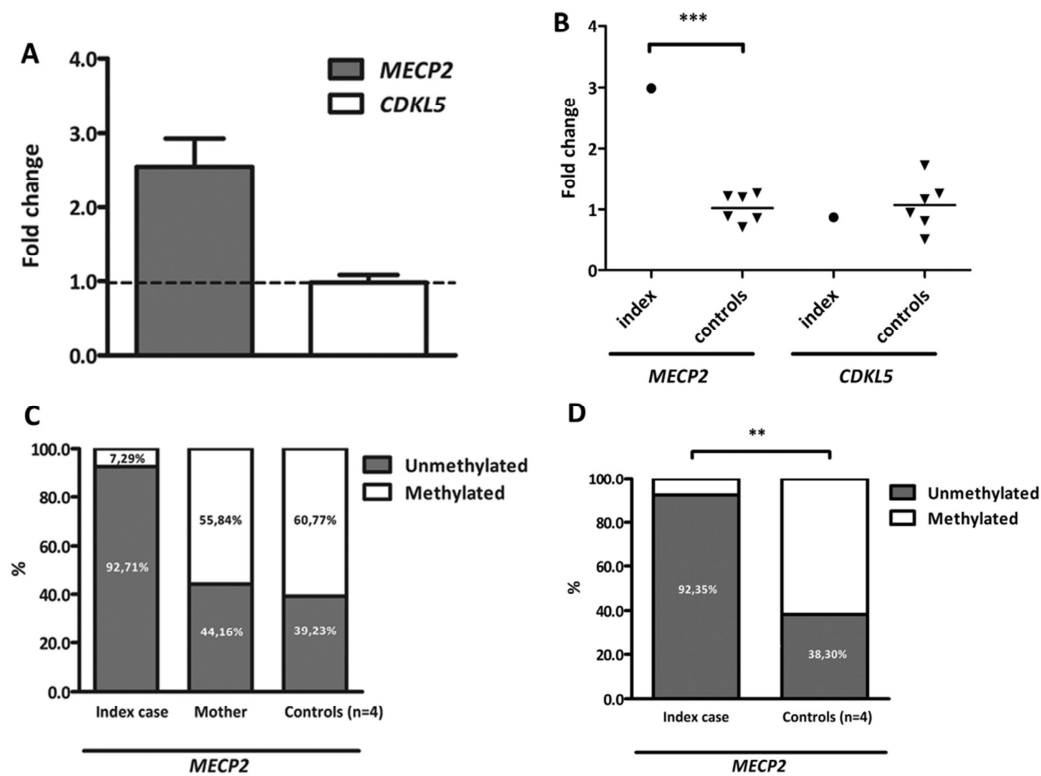 A
4.0
3.0
2.0
1.0
0.0
Fold change
MECP2
CDKL5
B
***
4
3
2
1
0
Fold change
index
controls
index
controls
MECP2
CDKL5
C
100.0
80.0
60.0
40.0
20.0
0.0
%
7,29%
92,71%
55,84%
44,16%
60,77%
39,23%
Unmethylated
Methylated
Index case
Mother
Controls (n=4)
MECP2
D
**
100.0
80.0
60.0
40.0
20.0
0.0
%
92,35%
38,30%
Unmethylated
Methylated
Index case
Controls (n=4)
MECP2